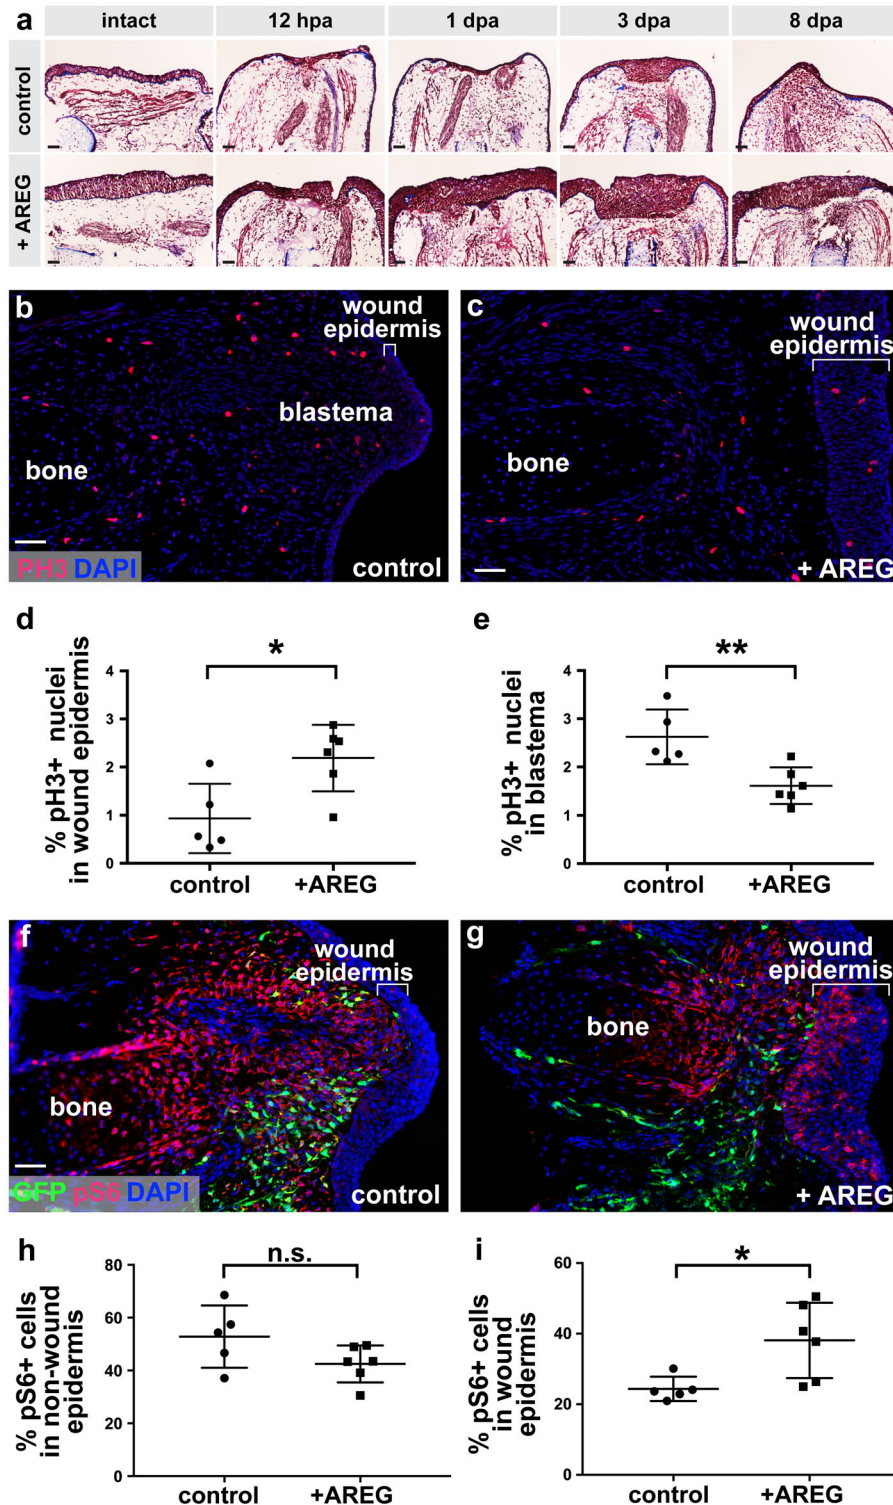 a
intact 12 hpa 1 dpa 3 dpa 8 dpa
control
+ AREG
b
wound
epidermis
blastema
bone
PH3 DAPI
control
c
wound
epidermis
bone
+ AREG
d
% pH3+ nuclei
in wound epidermis
*
4
3
2
1
0
control +AREG
e
% pH3+ nuclei
in blastema
**
4
3
2
1
0
control +AREG
f
wound
epidermis
bone
GFP pS6 DAPI
control
g
wound
epidermis
bone
+ AREG
h
% pS6+ cells
in non-wound
epidermis
n.s.
80
60
40
20
0
control +AREG
i
% pS6+ cells
in wound
epidermis
*
60
40
20
0
control +AREG